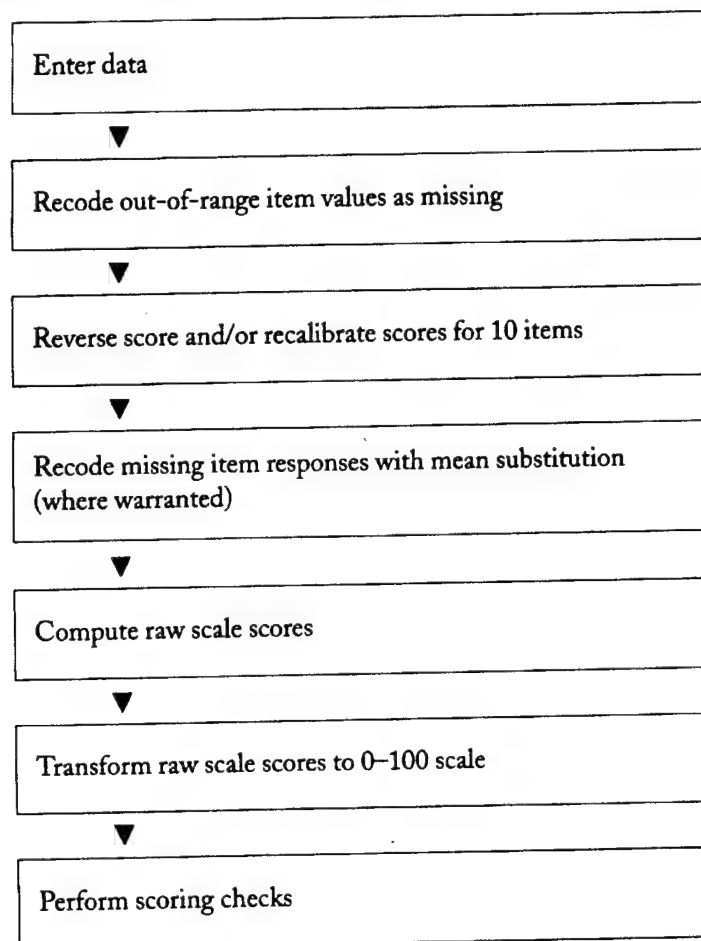 Enter data
Recode out-of-range item values as missing
Reverse score and/or recalibrate scores for 10 items
Recode missing item responses with mean substitution
(where warranted)
Compute raw scale scores
Transform raw scale scores to 0–100 scale
Perform scoring checks